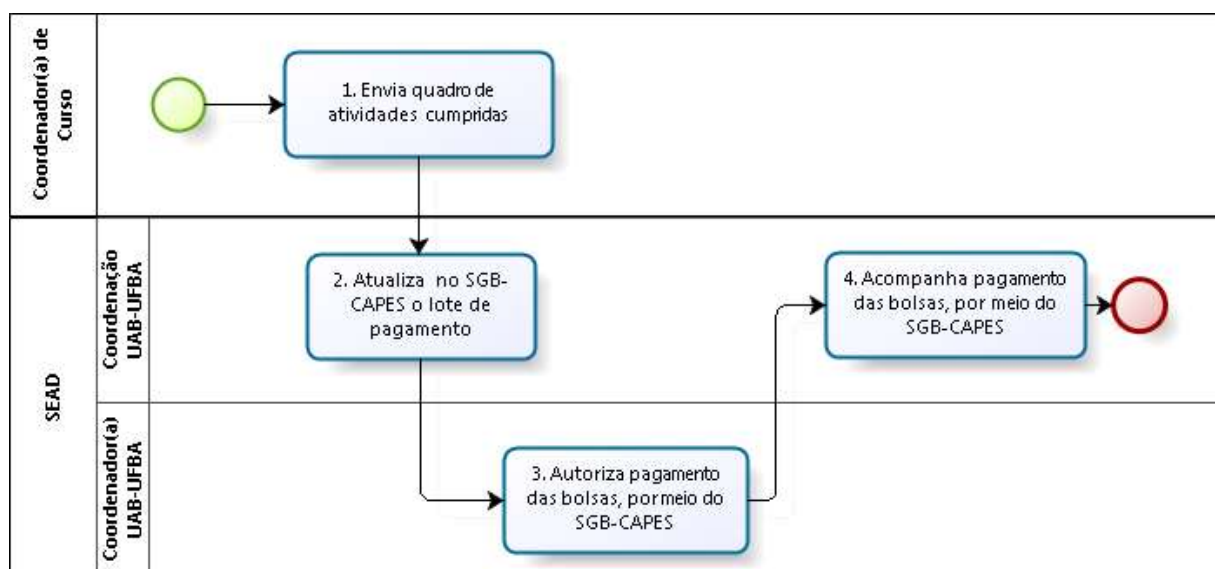 Coordenador(a) de
Curso
1. Envia quadro de
atividades cumpridas
SEAD
Coordenação
UAB-UFBA
2. Atualiza no SGB-
CAPES o lote de
pagamento
4. Acompanha pagamento
das bolsas, por meio do
SGB-CAPES
Coordenador(a)
UAB-UFBA
3. Autoriza pagamento
das bolsas, por meio do
SGB-CAPES